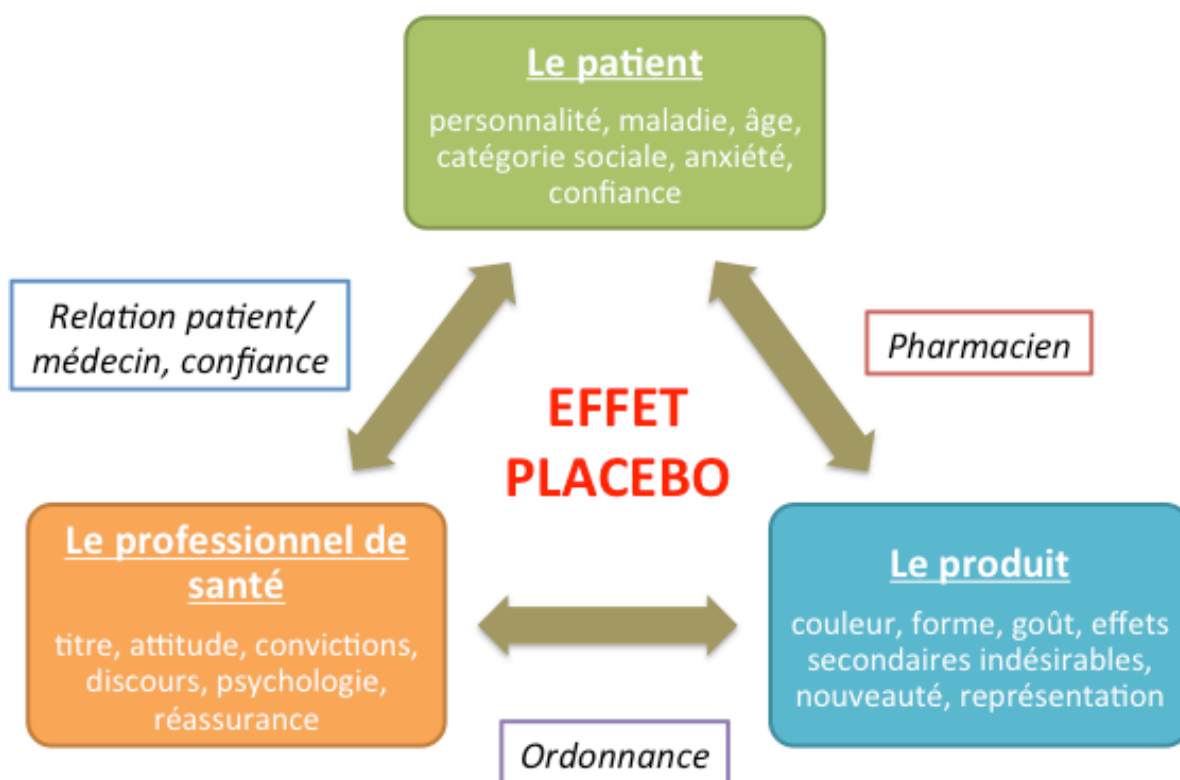 Le patient
personnalité, maladie, âge,
catégorie sociale, anxiété,
confiance
Relation patient/
médecin, confiance
Pharmacien
EFFET
PLACEBO
Le professionnel de
santé
titre, attitude, convictions,
discours, psychologie,
réassurance
Le produit
couleur, forme, goût, effets
secondaires indésirables,
nouveauté, représentation
Ordonnance